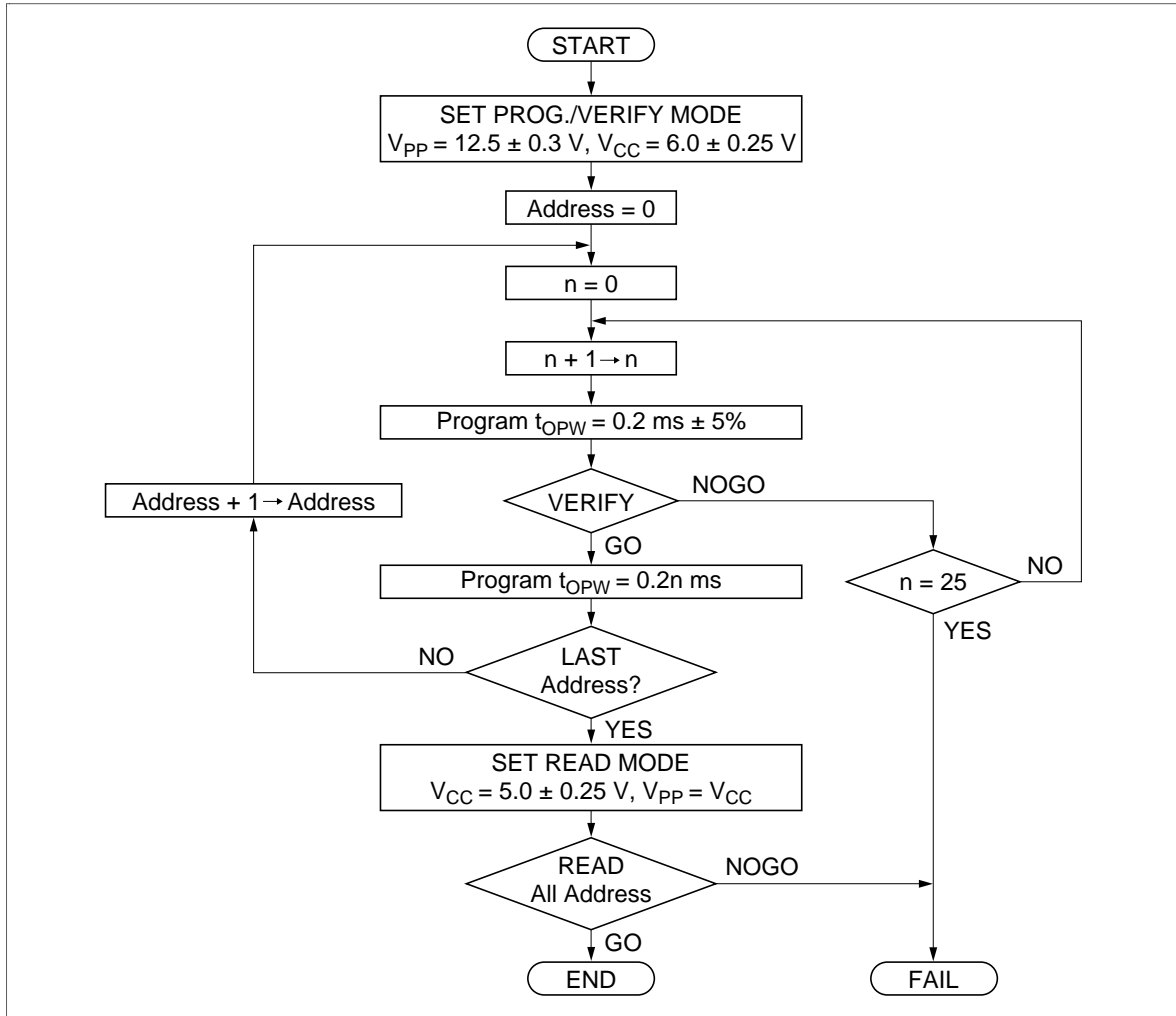 START
SET PROG./VERIFY MODE
VPP = 12.5 ± 0.3 V, VCC = 6.0 ± 0.25 V
Address = 0
n = 0
n + 1 → n
Program tOPW = 0.2 ms ± 5%
Address + 1 → Address
VERIFY
NOGO
GO
Program tOPW = 0.2n ms
n = 25
NO
YES
NO
LAST
Address?
YES
SET READ MODE
VCC = 5.0 ± 0.25 V, VPP = VCC
READ
All Address
NOGO
GO
END
FAIL